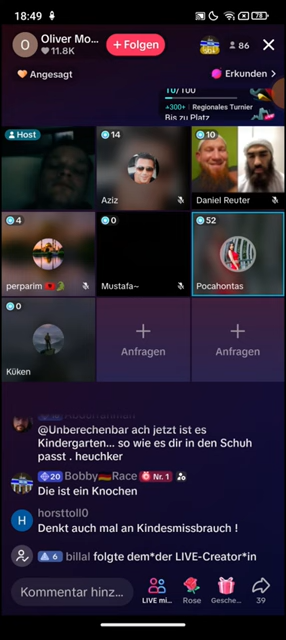 18:49
78
Oliver Mo...
11.8K
+ Folgen
86
Angesagt
Erkunden >
10/100
+300
Regionales Turnier
Bis zu Platz
Host
14
Aziz
10
Daniel Reuter
4
perparim
0
Mustafa~
52
Pocahontas
0
Küken
+
Anfragen
+
Anfragen
@Unberechenbar ach jetzt ist es
Kindergarten... so wie es dir in den Schuh
passt . heuchker
20 Bobby Race Nr. 1
Die ist ein Knochen
H
horsttoll0
Denkt auch mal an Kindesmissbrauch !
6 billal folgte dem*der LIVE-Creator*in
Kommentar hinz...
LIVE mi...
Rose
Gesche...
39